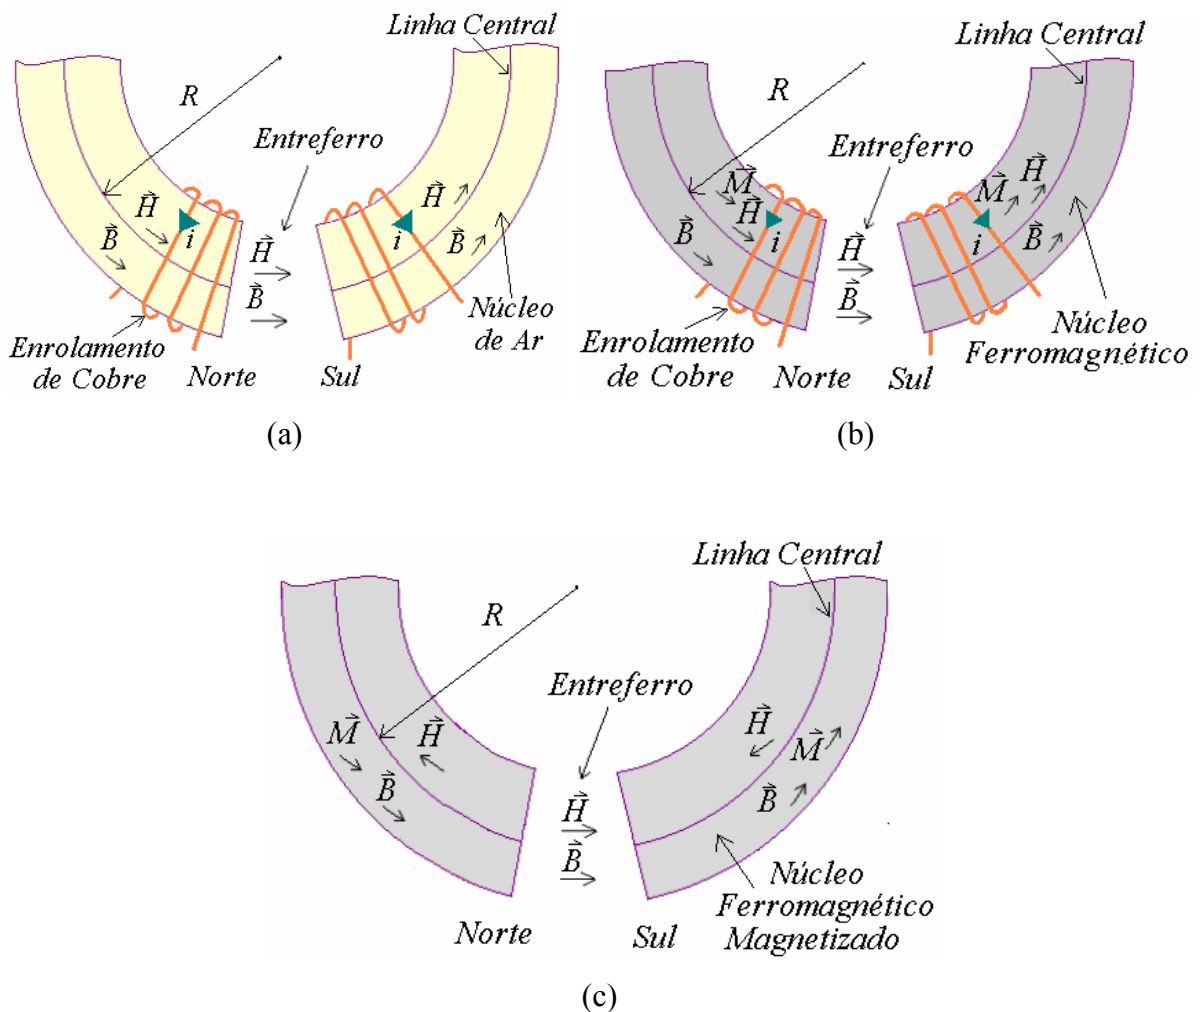 Linha Central
R
Entreferro
H⃗
B⃗
i
H⃗
B⃗
i
H⃗
B⃗
Núcleo
de Ar
Enrolamento
de Cobre
Norte
Sul
(a)
Linha Central
R
Entreferro
M⃗
H⃗
B⃗
i
H⃗
B⃗
i
M⃗
H⃗
B⃗
Núcleo
Ferromagnético
Enrolamento
de Cobre
Norte
Sul
(b)
Linha Central
R
Entreferro
M⃗
H⃗
B⃗
H⃗
B⃗
H⃗
M⃗
B⃗
Núcleo
Ferromagnético
Magnetizado
Norte
Sul
(c)